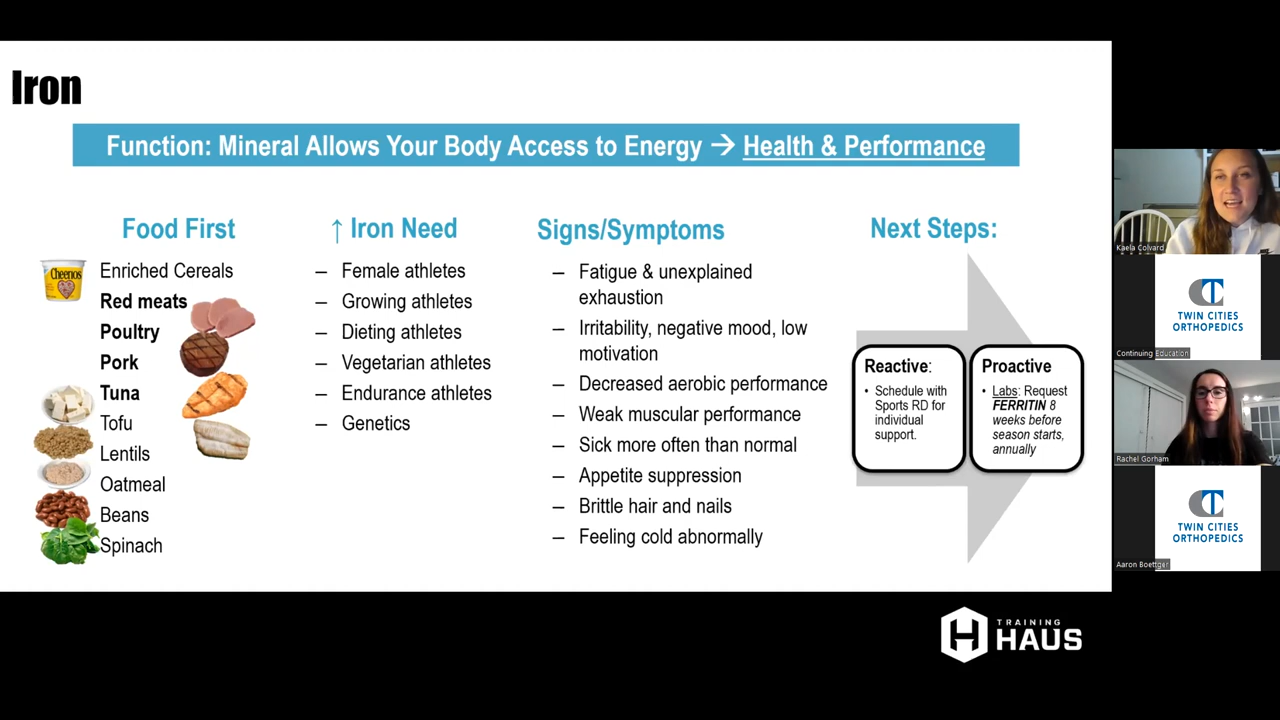 Iron
Function: Mineral Allows Your Body Access to Energy → Health & Performance
Food First
Enriched Cereals
Red meats
Poultry
Pork
Tuna
Tofu
Lentils
Oatmeal
Beans
Spinach
Cheerios
↑ Iron Need
– Female athletes
– Growing athletes
– Dieting athletes
– Vegetarian athletes
– Endurance athletes
– Genetics
Signs/Symptoms
– Fatigue & unexplained
exhaustion
– Irritability, negative mood, low
motivation
– Decreased aerobic performance
– Weak muscular performance
– Sick more often than normal
– Appetite suppression
– Brittle hair and nails
– Feeling cold abnormally
Next Steps:
Reactive:
• Schedule with
Sports RD for
individual
support.
Proactive
• Labs: Request
FERRITIN 8
weeks before
season starts,
annually
Kaela Colvard
TWIN CITIES
ORTHOPEDICS
Continuing Education
Rachel Gorham
TWIN CITIES
ORTHOPEDICS
Aaron Boettger
TRAINING
HAUS